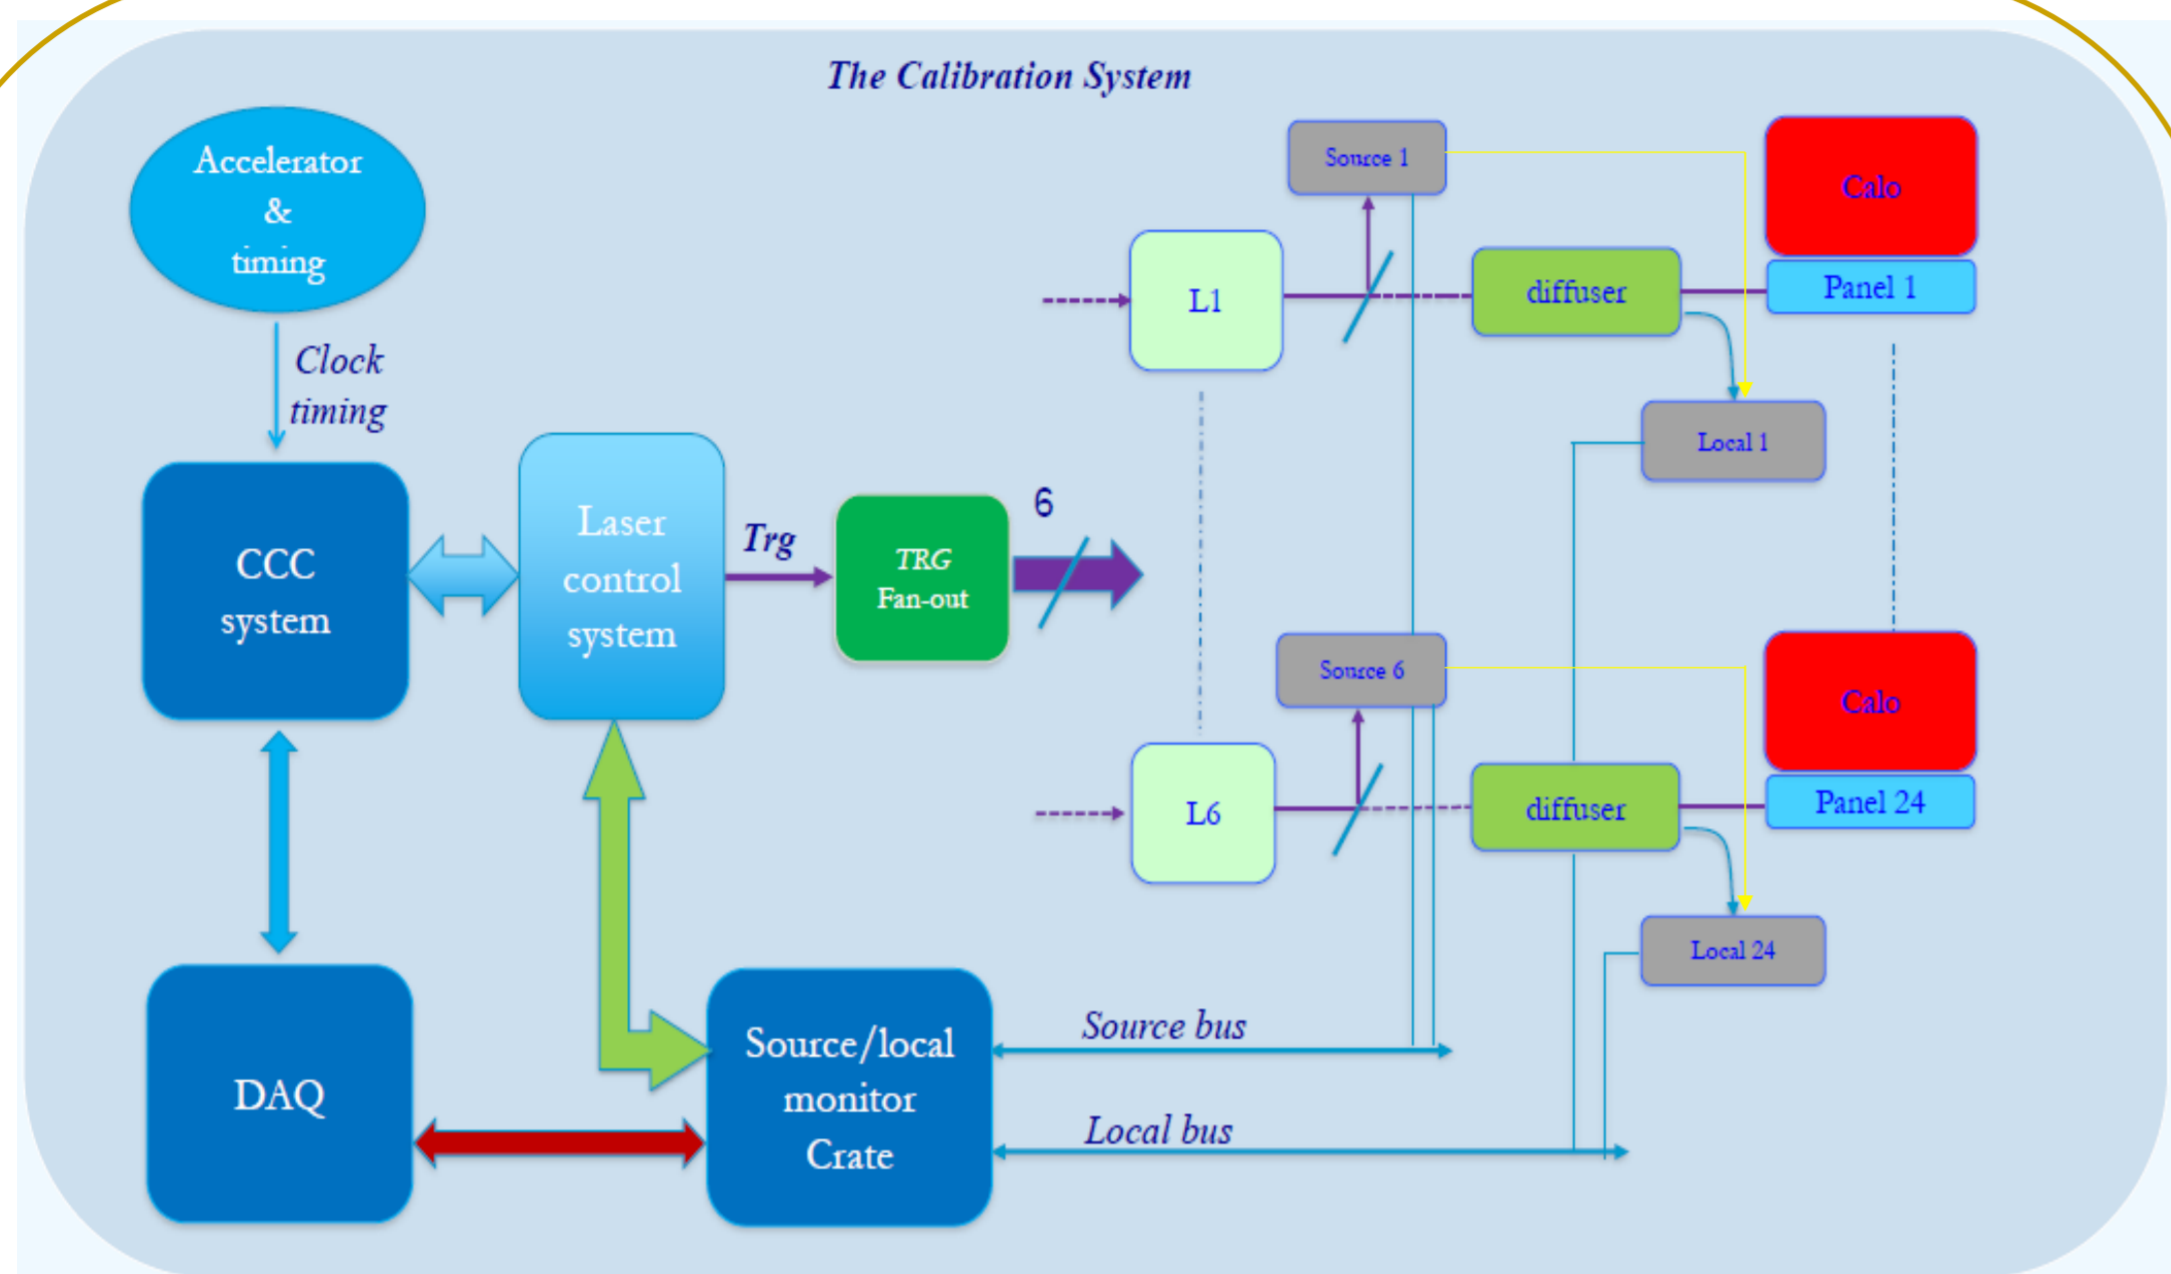 The Calibration System
Accelerator
&
timing
Clock
timing
CCC
system
Laser
control
system
Trg
TRG
Fan-out
6
DAQ
Source/local
monitor
Crate
Source bus
Local bus
Source 1
L1
diffuser
Calo
Panel 1
Local 1
Source 6
L6
diffuser
Calo
Panel 24
Local 24